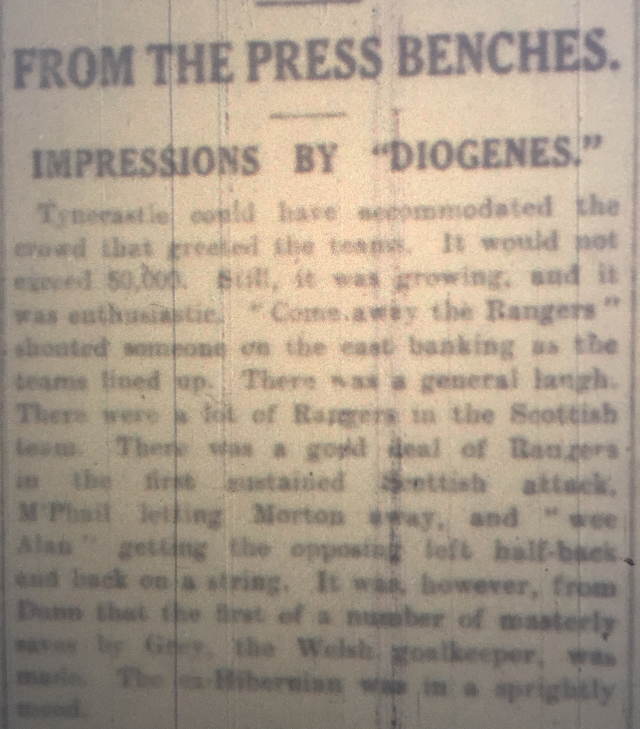 FROM THE PRESS BENCHES.
IMPRESSIONS BY "DIOGENES."
Tynecastle could have accommodated the
crowd that greeted the teams. It would not
exceed 50,000. Still, it was growing, and it
was enthusiastic. "Come away the Rangers"
shouted someone on the east banking as the
teams lined up. There was a general laugh.
There were a lot of Rangers in the Scottish
team. There was a good deal of Rangers
in the first sustained Scottish attack,
M'Phail letting Morton away, and "wee
Alan" getting the opposing left half-back
and back on a string. It was, however, from
Dunn that the first of a number of masterly
saves by Grey, the Welsh goalkeeper, was
made. The ex-Hibernian was in a sprightly
mood.